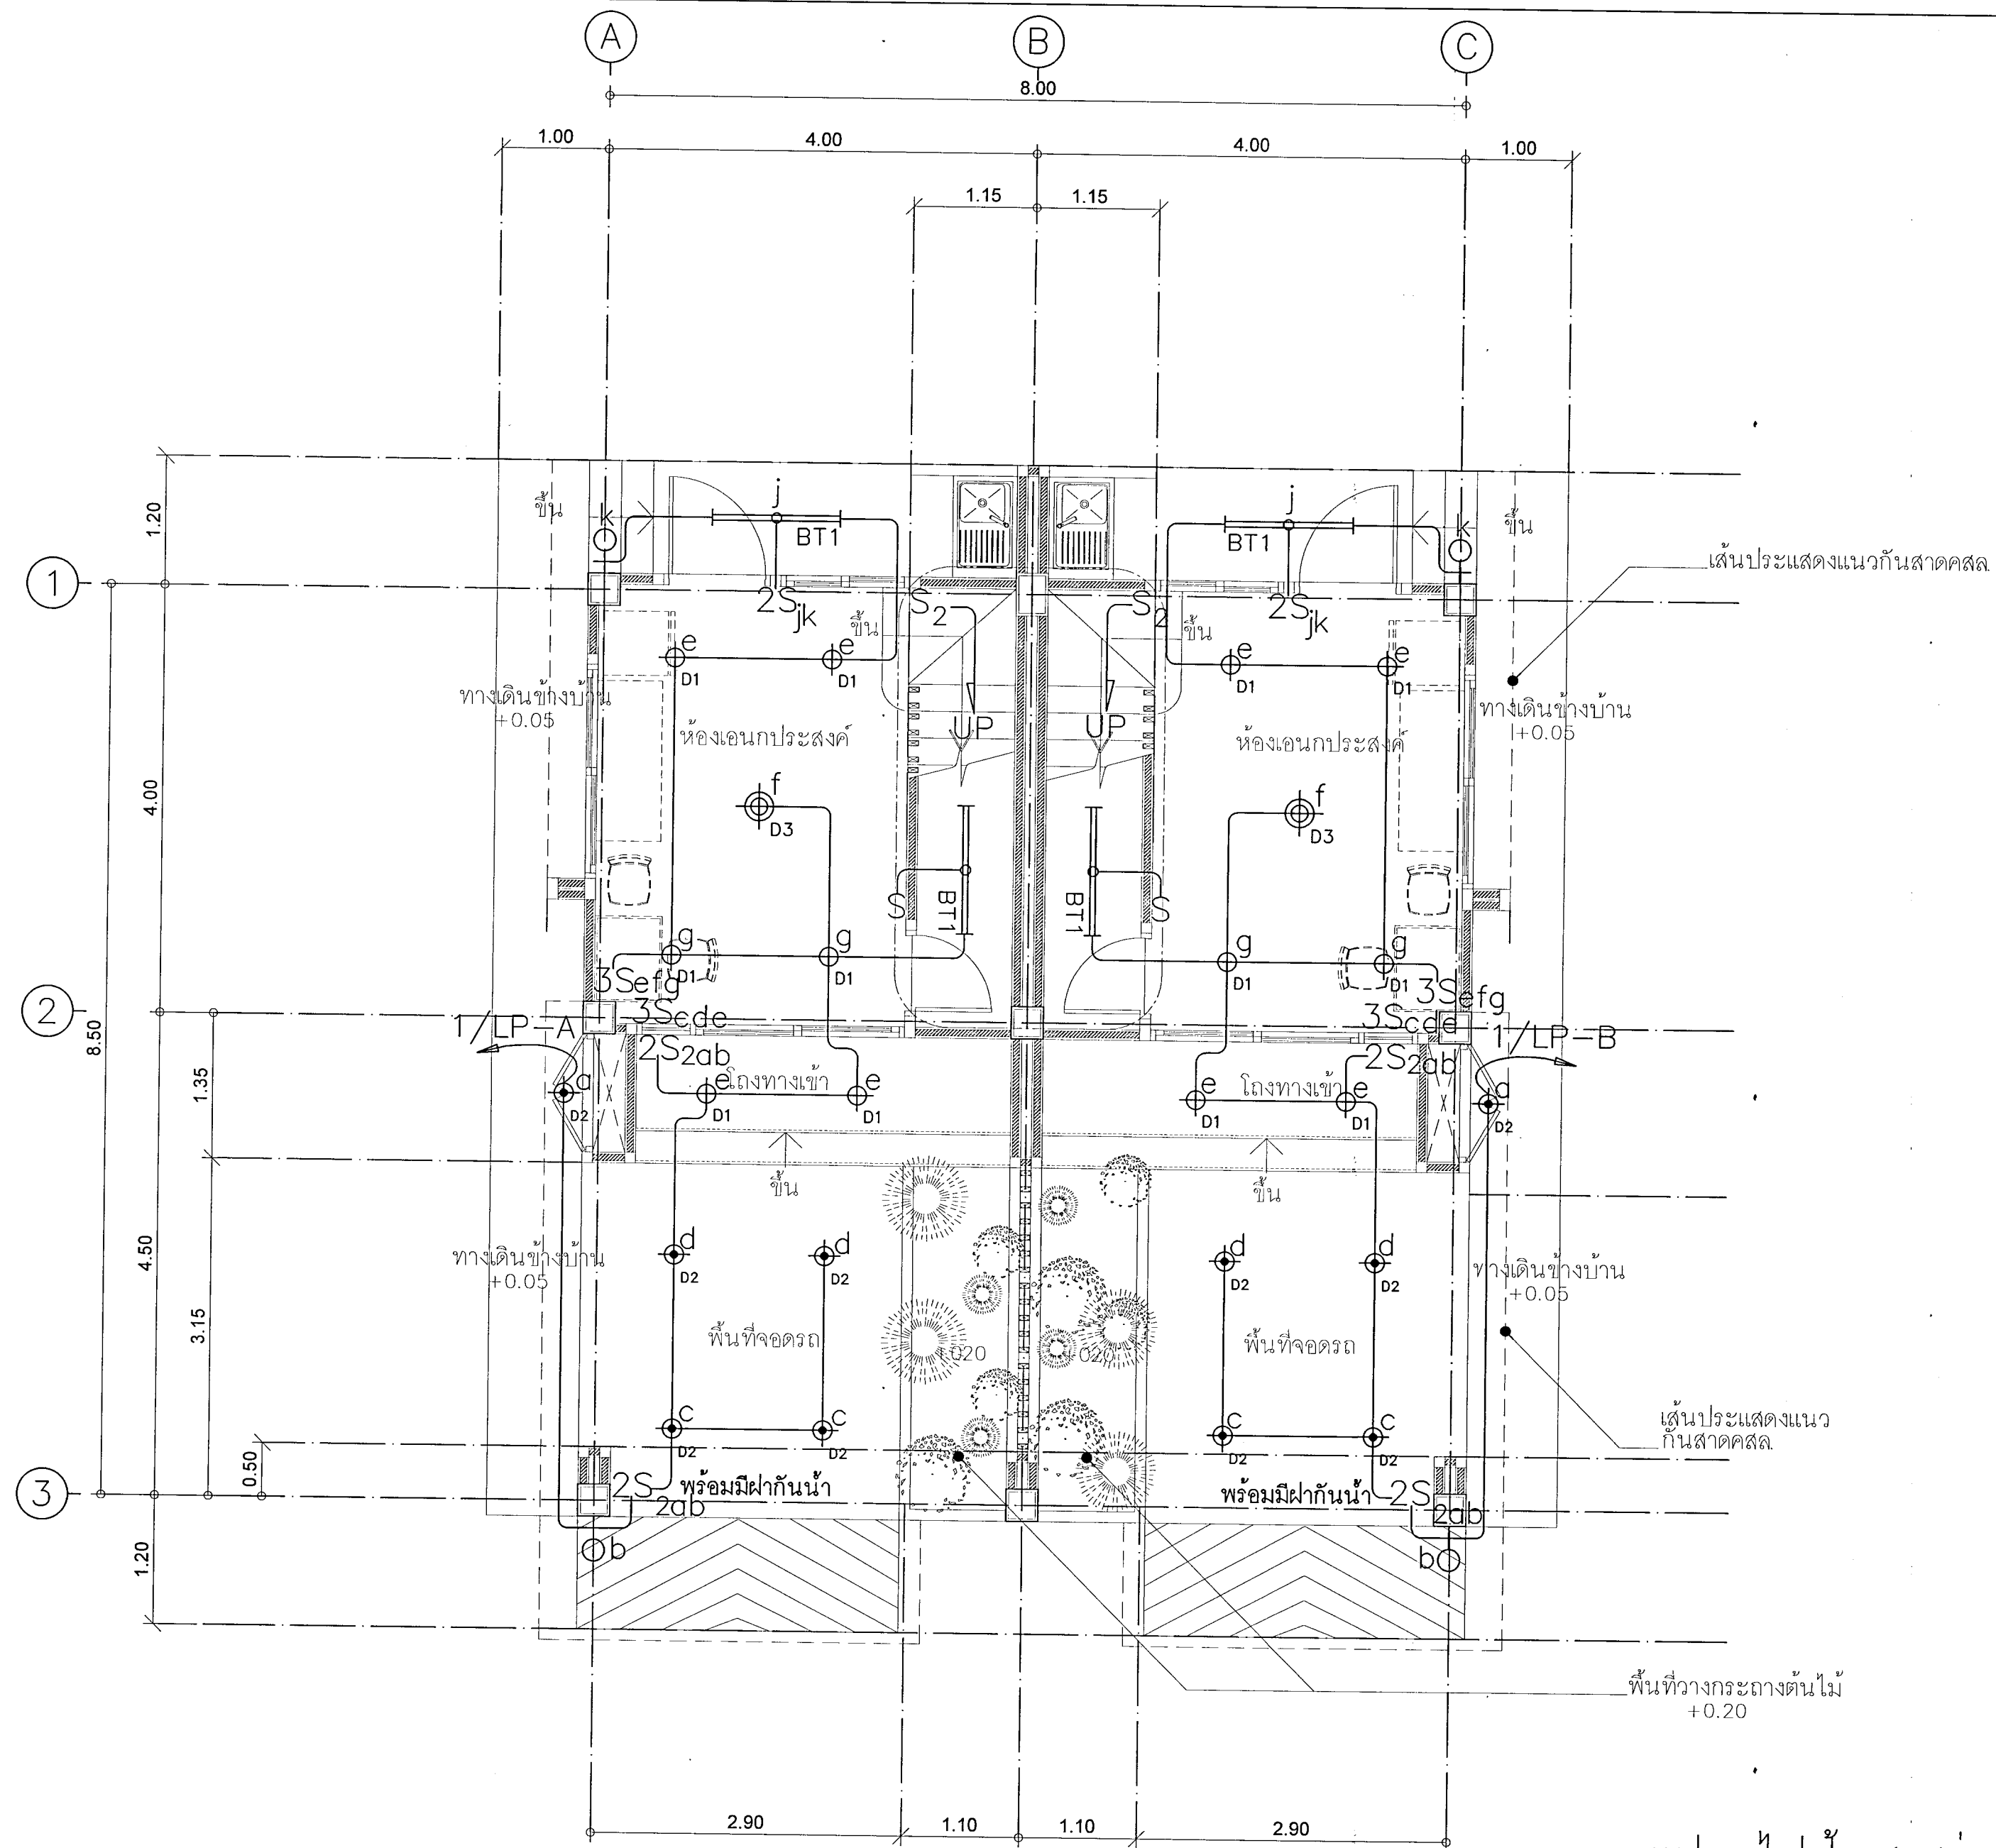 A
B
C
8.00
1.00
4.00
4.00
1.00
1.15
1.15
1.20
ขึ้น
k
j
BT1
j
BT1
k
ขึ้น
เส้นประแสดงแนวกันสาดคสล.
1
2Sjk
ขึ้น
S2
S2
ขึ้น
2Sjk
e
D1
e
D1
e
D1
e
D1
ทางเดินข้างบ้าน
+0.05
ห้องเอนกประสงค์
UP
UP
ห้องเอนกประสงค์
ทางเดินข้างบ้าน
+0.05
4.00
f
D3
f
D3
S
BT1
BT1
S
g
D1
g
D1
g
D1
g
D1
3Sefg
3Sefg
2
8.50
1/LP-A
3Scde
3Scde
1/LP-B
2S2ab
2S2ab
1.35
a
D2
e
D1
โถงทางเข้า
e
D1
e
D1
โถงทางเข้า
e
D1
a
D2
ขึ้น
ขึ้น
4.50
3.15
ทางเดินข้างบ้าน
+0.05
d
D2
d
D2
d
D2
d
D2
ทางเดินข้างบ้าน
+0.05
พื้นที่จอดรถ
พื้นที่จอดรถ
เส้นประแสดงแนว
กันสาดคสล.
c
D2
c
D2
c
D2
c
D2
0.50
3
2S2ab
พร้อมมีฝากันน้ำ
พร้อมมีฝากันน้ำ
2S2ab
b
b
1.20
พื้นที่วางกระถางต้นไม้
+0.20
2.90
1.10
1.10
2.90